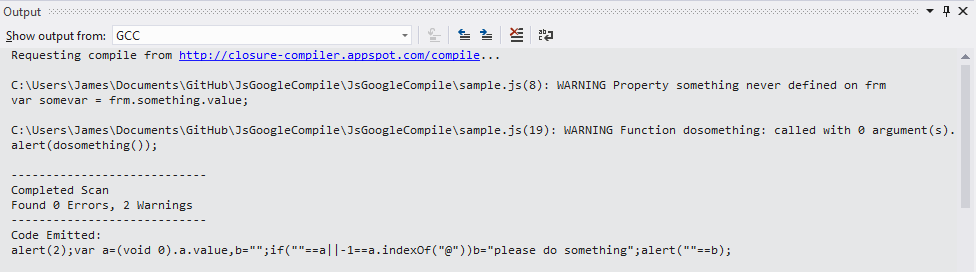 Output
Show output from: GCC
Requesting compile from http://closure-compiler.appspot.com/compile...
C:\Users\James\Documents\GitHub\JsGoogleCompile\JsGoogleCompile\sample.js(8): WARNING Property something never defined on frm
var somevar = frm.something.value;
C:\Users\James\Documents\GitHub\JsGoogleCompile\JsGoogleCompile\sample.js(19): WARNING Function dosomething: called with 0 argument(s).
alert(dosomething());
----------------------------
Completed Scan
Found 0 Errors, 2 Warnings
----------------------------
Code Emitted:
alert(2);var a=(void 0).a.value,b="";if(""==a||-1==a.indexOf("@"))b="please do something";alert(""==b);